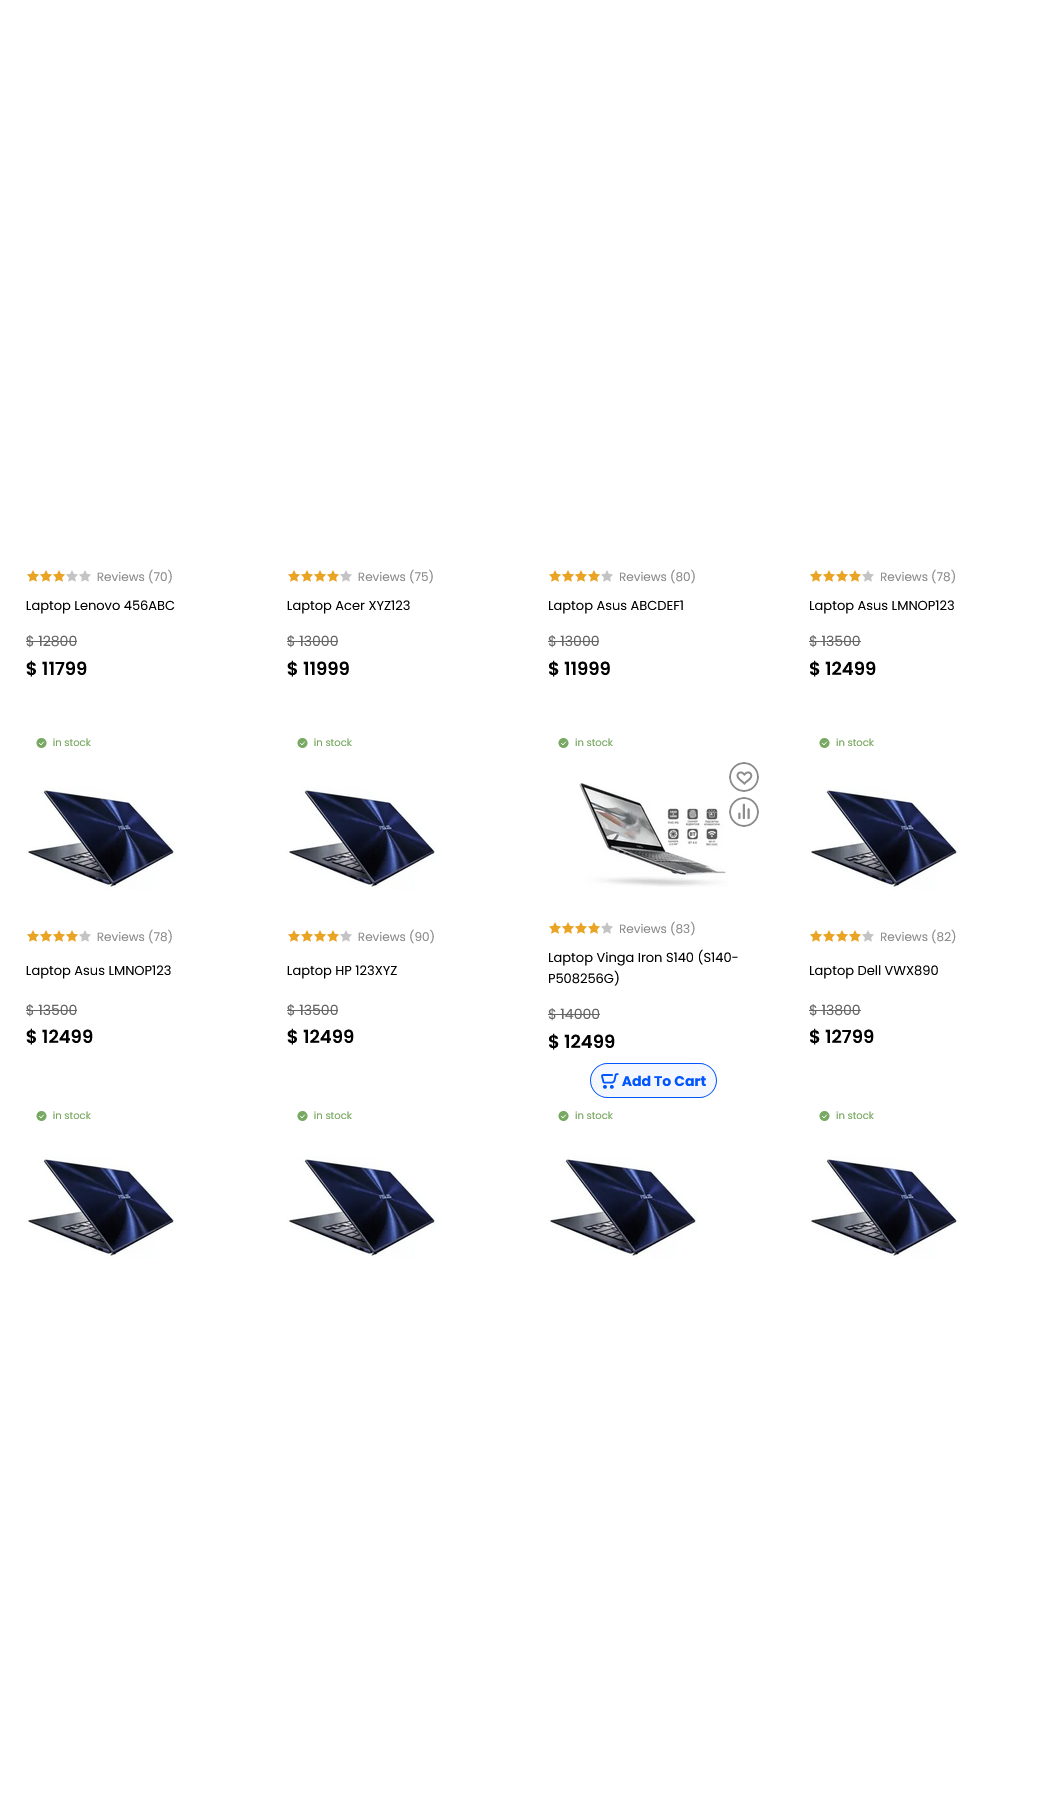 Reviews (70)
Laptop Lenovo 456ABC
$ 12800
$ 11799
Reviews (75)
Laptop Acer XYZ123
$ 13000
$ 11999
Reviews (80)
Laptop Asus ABCDEF1
$ 13000
$ 11999
Reviews (78)
Laptop Asus LMNOP123
$ 13500
$ 12499
in stock
Reviews (78)
Laptop Asus LMNOP123
$ 13500
$ 12499
in stock
Reviews (90)
Laptop HP 123XYZ
$ 13500
$ 12499
in stock
Reviews (83)
Laptop Vinga Iron S140 (S140-
P508256G)
$ 14000
$ 12499
Add To Cart
in stock
Reviews (82)
Laptop Dell VWX890
$ 13800
$ 12799
in stock
in stock
in stock
in stock